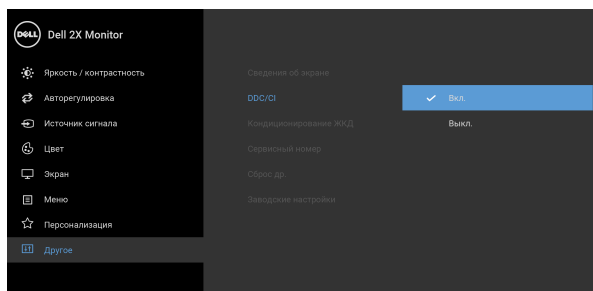 DELL Dell 2X Monitor
Яркость / контрастность
Сведения об экране
Авторегулировка
DDC/CI
Вкл.
Источник сигнала
Кондиционирование ЖКД
Выкл.
Цвет
Сервисный номер
Экран
Сброс др.
Меню
Заводские настройки
Персонализация
Другое